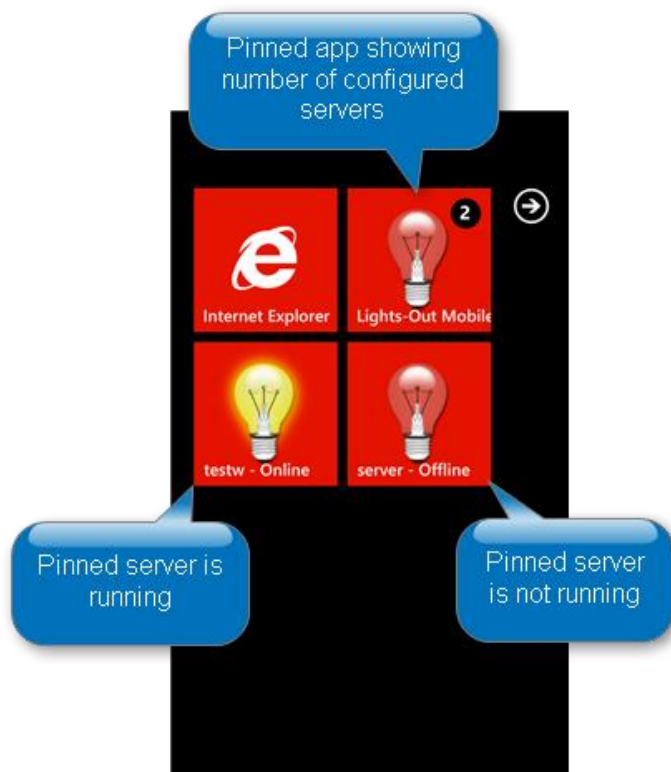 Pinned app showing
number of configured
servers
2
Internet Explorer
Lights-Out Mobile
testw - Online
server - Offline
Pinned server is
running
Pinned server
is not running